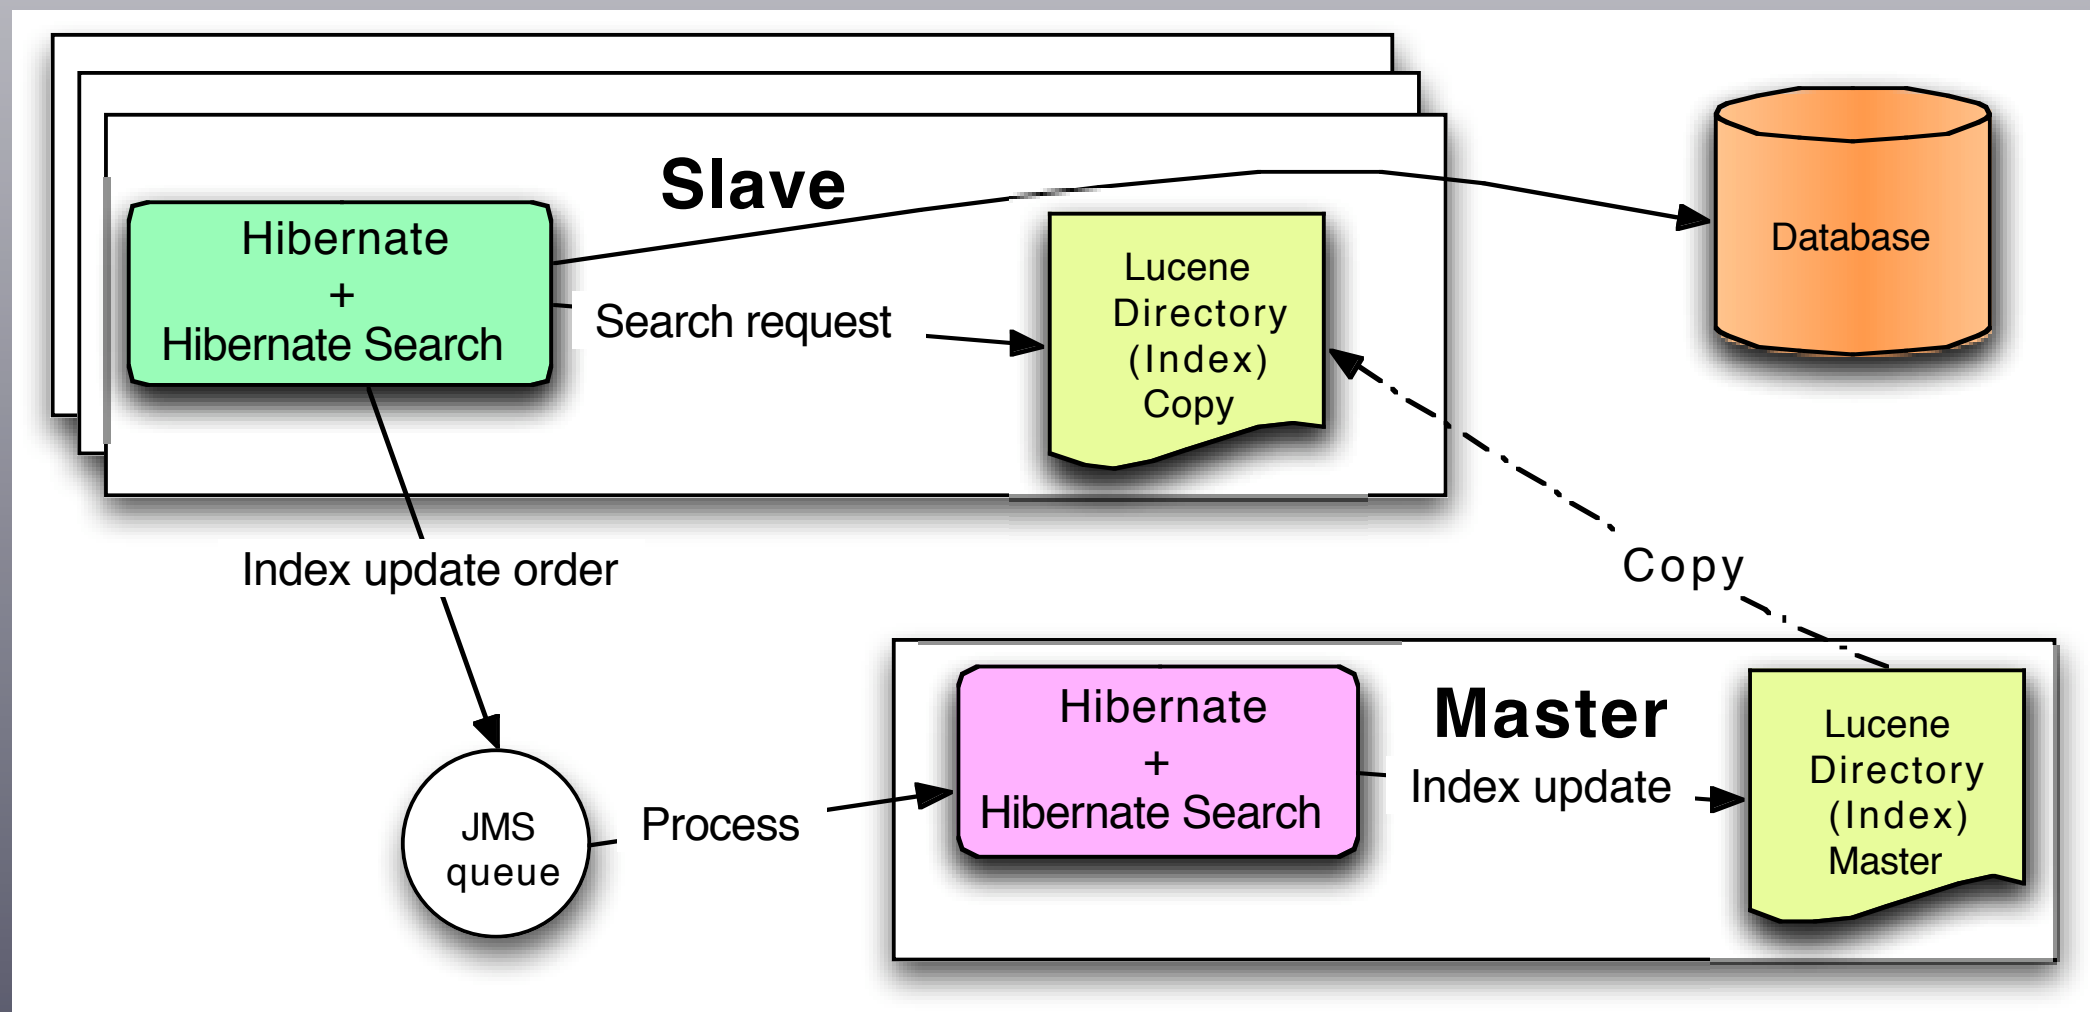 Slave
Hibernate
+
Hibernate Search
Search request
Lucene
Directory
(Index)
Copy
Database
Index update order
Copy
JMS
queue
Process
Hibernate
+
Hibernate Search
Master
Index update
Lucene
Directory
(Index)
Master